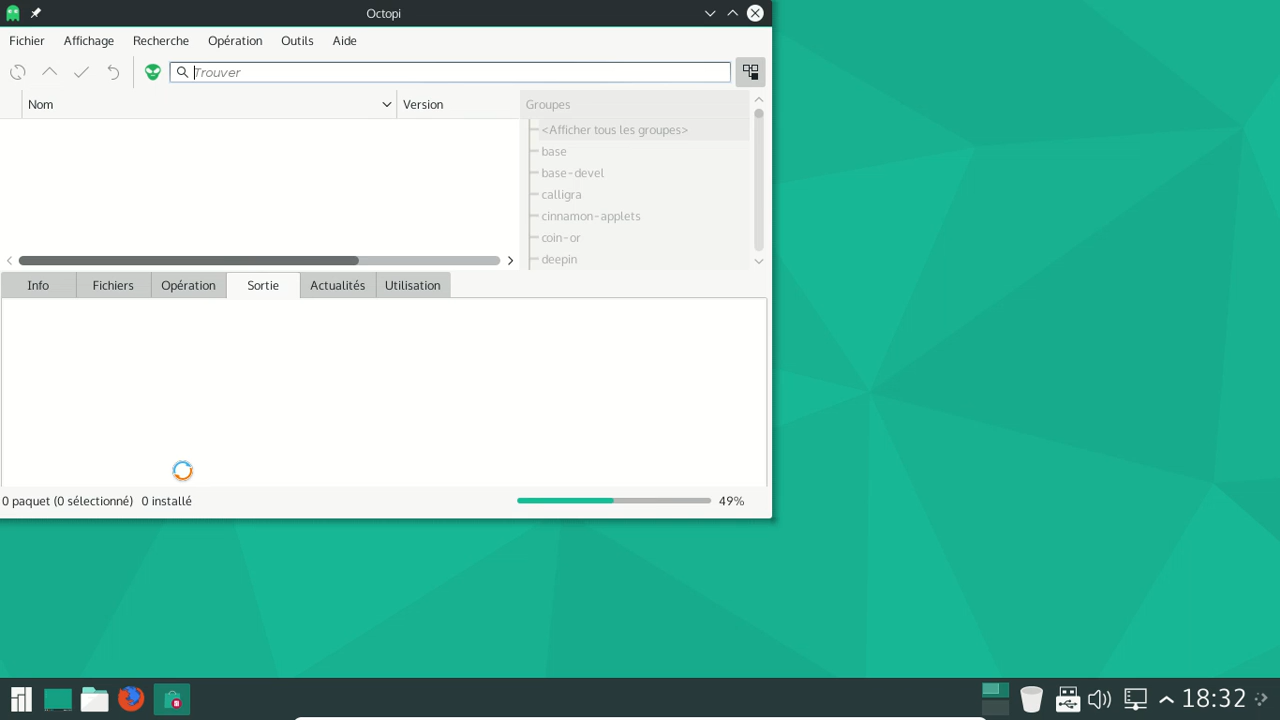 Octopi
Fichier Affichage Recherche Opération Outils Aide
Trouver
Nom Version Groupes
<Afficher tous les groupes>
base
base-devel
calligra
cinnamon-applets
coin-or
deepin
Info Fichiers Opération Sortie Actualités Utilisation
0 paquet (0 sélectionné) 0 installé 49%
18:32